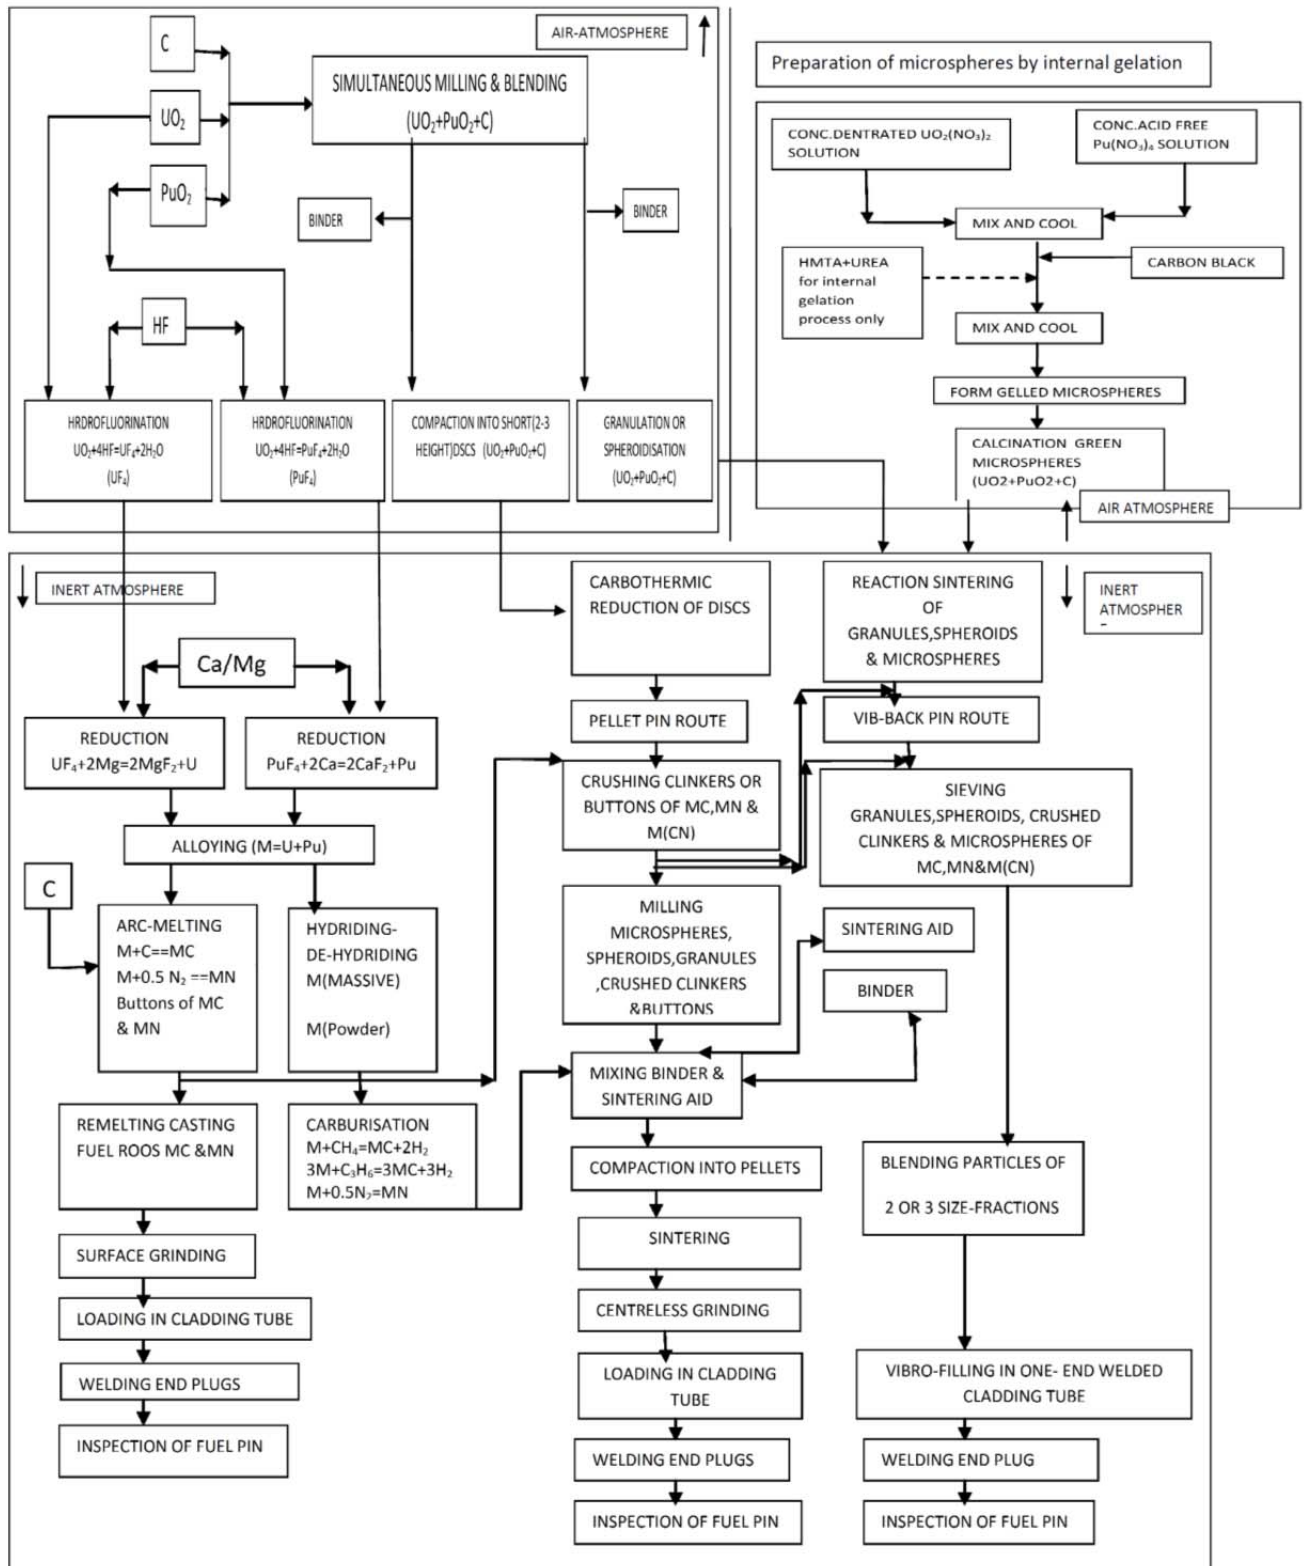 C
AIR-ATMOSPHERE
SIMULTANEOUS MILLING & BLENDING
(UO₂+PuO₂+C)
UO₂
PuO₂
BINDER
BINDER
HF
HRDROFLUORINATION
UO₂+4HF=UF₄+2H₂O
(UF₄)
HRDROFLUORINATION
UO₂+4HF=PuF₄+2H₂O
(PuF₄)
COMPACTION INTO SHORT(2-3
HEIGHT)DSCS (UO₂+PuO₂+C)
GRANULATION OR
SPHEROIDISATION
(UO₂+PuO₂+C)
Preparation of microspheres by internal gelation
CONC.DENTRATED UO₂(NO₃)₂
SOLUTION
CONC.ACID FREE
Pu(NO₃)₄ SOLUTION
MIX AND COOL
HMTA+UREA
for internal
gelation
process only
CARBON BLACK
MIX AND COOL
FORM GELLED MICROSPHERES
CALCINATION GREEN
MICROSPHERES
(UO2+PuO2+C)
AIR ATMOSPHERE
INERT ATMOSPHERE
CARBOTHERMIC
REDUCTION OF DISCS
REACTION SINTERING
OF
GRANULES,SPHEROIDS
& MICROSPHERES
INERT
ATMOSPHER
Ca/Mg
PELLET PIN ROUTE
VIB-BACK PIN ROUTE
REDUCTION
UF₄+2Mg=2MgF₂+U
REDUCTION
PuF₄+2Ca=2CaF₂+Pu
CRUSHING CLINKERS OR
BUTTONS OF MC,MN &
M(CN)
SIEVING
GRANULES,SPHEROIDS, CRUSHED
CLINKERS & MICROSPHERES OF
MC,MN&M(CN)
ALLOYING (M=U+Pu)
C
ARC-MELTING
M+C==MC
M+0.5 N₂ ==MN
Buttons of MC
& MN
HYDRIDING-
DE-HYDRIDING
M(MASSIVE)
M(Powder)
MILLING
MICROSPHERES,
SPHEROIDS,GRANULES
,CRUSHED CLINKERS
&BUTTONS
SINTERING AID
BINDER
MIXING BINDER &
SINTERING AID
REMELTING CASTING
FUEL ROOS MC &MN
CARBURISATION
M+CH₄=MC+2H₂
3M+C₃H₆=3MC+3H₂
M+0.5N₂=MN
COMPACTION INTO PELLETS
BLENDING PARTICLES OF
2 OR 3 SIZE-FRACTIONS
SURFACE GRINDING
SINTERING
LOADING IN CLADDING TUBE
CENTRELESS GRINDING
WELDING END PLUGS
LOADING IN CLADDING
TUBE
VIBRO-FILLING IN ONE- END WELDED
CLADDING TUBE
INSPECTION OF FUEL PIN
WELDING END PLUGS
WELDING END PLUG
INSPECTION OF FUEL PIN
INSPECTION OF FUEL PIN